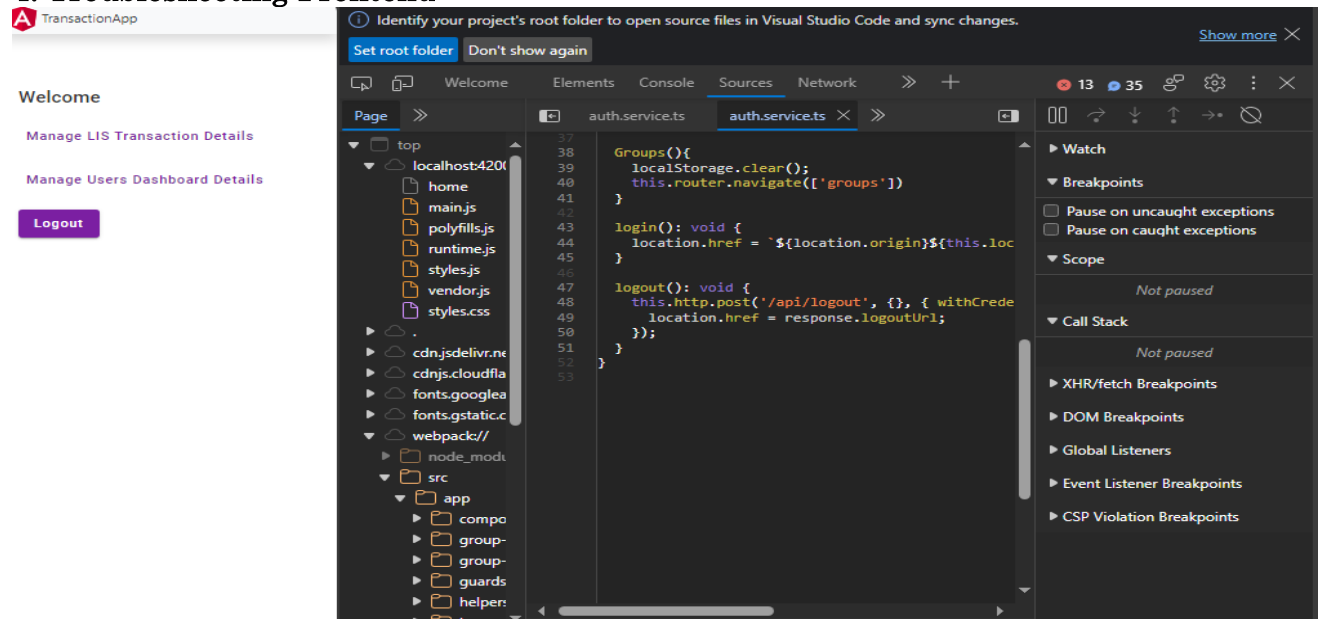 1. Troubleshooting Frontend
TransactionApp
Welcome
Manage LIS Transaction Details
Manage Users Dashboard Details
Logout
Identify your project's root folder to open source files in Visual Studio Code and sync changes.
Show more
Set root folder
Don't show again
Welcome
Elements
Console
Sources
Network
13
35
Page
auth.service.ts
auth.service.ts
top
localhost:420
home
main.js
polyfills.js
runtime.js
styles.js
vendor.js
styles.css
.
cdn.jsdelivr.ne
cdnjs.cloudfla
fonts.googlea
fonts.gstatic.c
webpack://
node_modu
src
app
compo
group-
group-
guards
helpers
37
38 Groups(){
39 localStorage.clear();
40 this.router.navigate(['groups'])
41 }
42
43 login(): void {
44 location.href = `${location.origin}${this.loc
45 }
46
47 logout(): void {
48 this.http.post('/api/logout', {}, { withCrede
49 location.href = response.logoutUrl;
50 });
51 }
52 }
53
Watch
Breakpoints
Pause on uncaught exceptions
Pause on caught exceptions
Scope
Not paused
Call Stack
Not paused
XHR/fetch Breakpoints
DOM Breakpoints
Global Listeners
Event Listener Breakpoints
CSP Violation Breakpoints